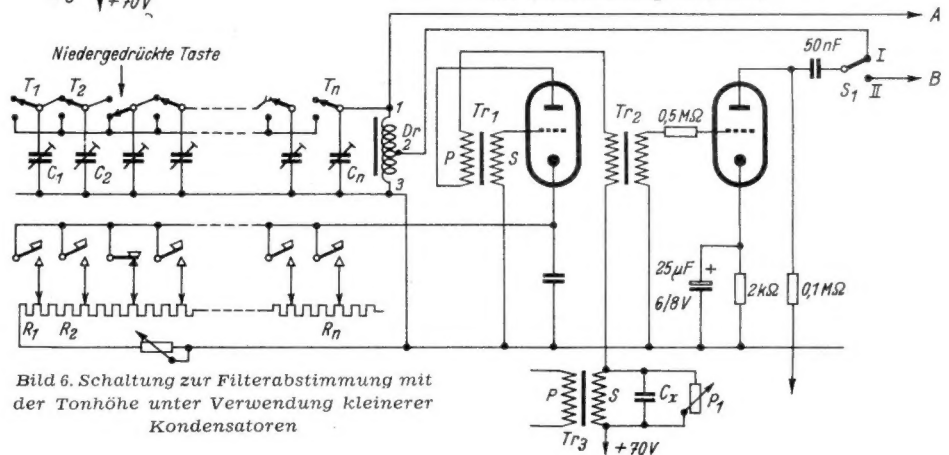 +70V
A
Niedergedrückte Taste
50nF
I
T1
T2
Tn
1
S1
II
B
Tr1
Tr2
0,5MΩ
Dr
2
P
S
C1
C2
Cn
3
25µF
+
6/8V
2kΩ
0,1MΩ
R1
R2
Rn
P
S
Cx
P1
Tr3
+70V
Bild 6. Schaltung zur Filterabstimmung mit
der Tonhöhe unter Verwendung kleinerer
Kondensatoren